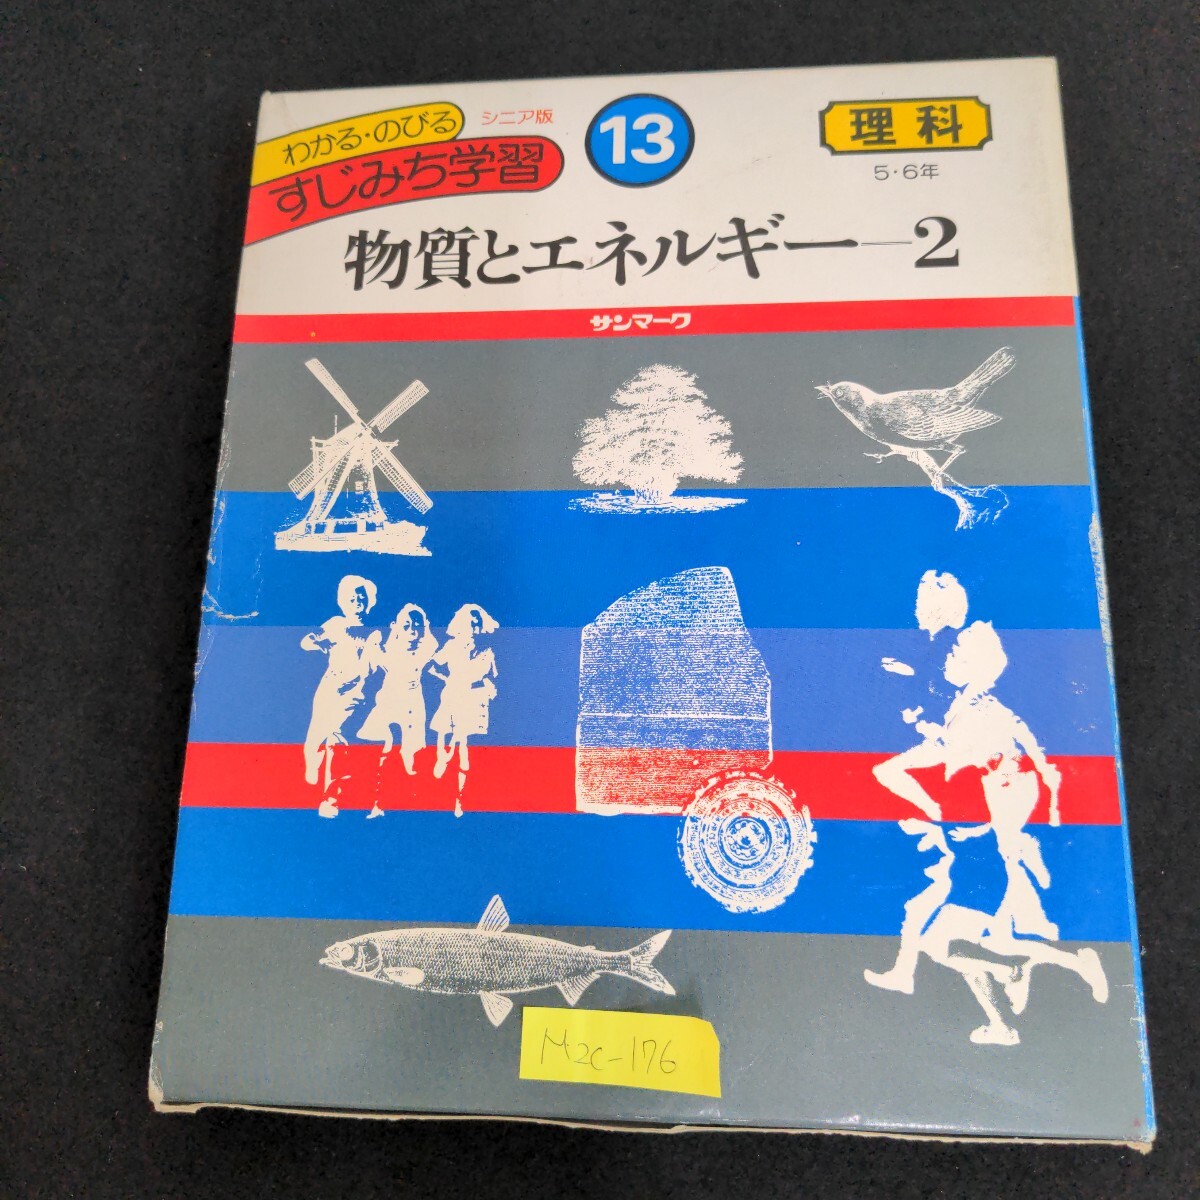 わかる・のびる
すじみち学習
シニア版
13
理科
5・6年
物質とエネルギー—2
サンマーク
M2C-176